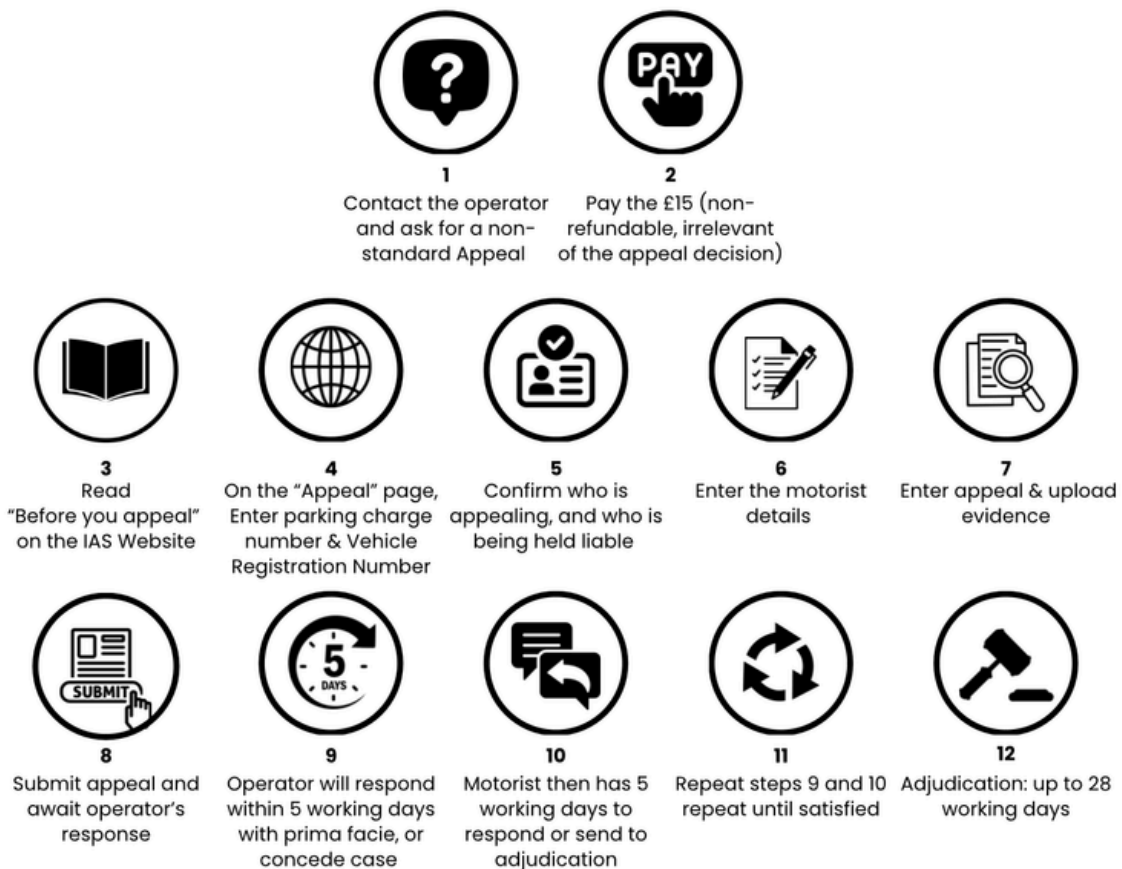 PAY
1
Contact the operator
and ask for a non-
standard Appeal
2
Pay the £15 (non-
refundable, irrelevant
of the appeal decision)
3
Read
“Before you appeal”
on the IAS Website
4
On the “Appeal” page,
Enter parking charge
number & Vehicle
Registration Number
5
Confirm who is
appealing, and who is
being held liable
6
Enter the motorist
details
7
Enter appeal & upload
evidence
SUBMIT
8
Submit appeal and
await operator’s
response
5
DAYS
9
Operator will respond
within 5 working days
with prima facie, or
concede case
10
Motorist then has 5
working days to
respond or send to
adjudication
11
Repeat steps 9 and 10
repeat until satisfied
12
Adjudication: up to 28
working days